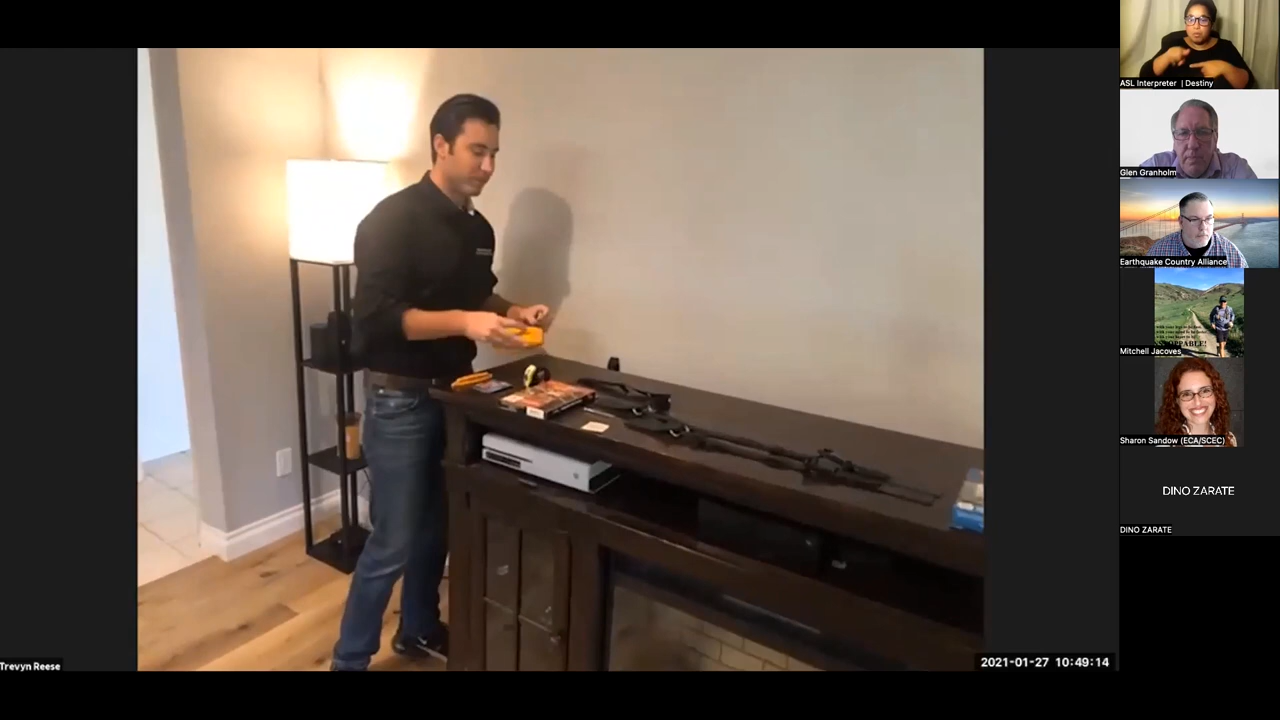 ASL Interpreter | Destiny
Glen Granholm
Earthquake Country Alliance
Mitchell Jacoves
Sharon Sandow (ECA/SCEC)
DINO ZARATE
DINO ZARATE
Trevyn Reese
2021-01-27 10:49:14